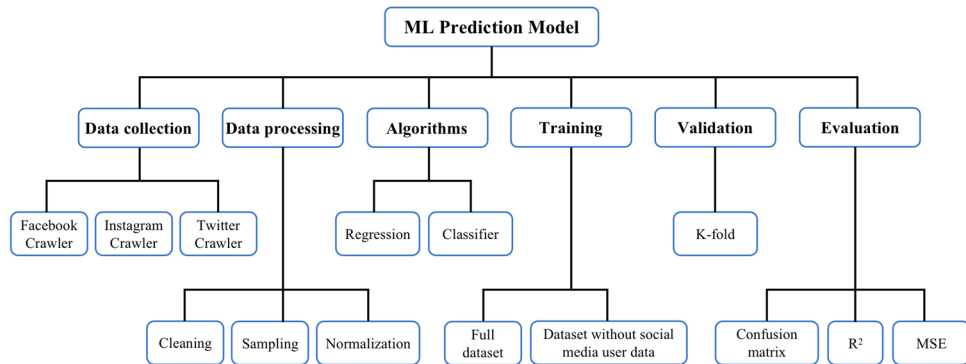 ML Prediction Model
Data collection
Data processing
Algorithms
Training
Validation
Evaluation
Facebook
Crawler
Instagram
Crawler
Twitter
Crawler
Regression
Classifier
K-fold
Cleaning
Sampling
Normalization
Full
dataset
Dataset without social
media user data
Confusion
matrix
R²
MSE